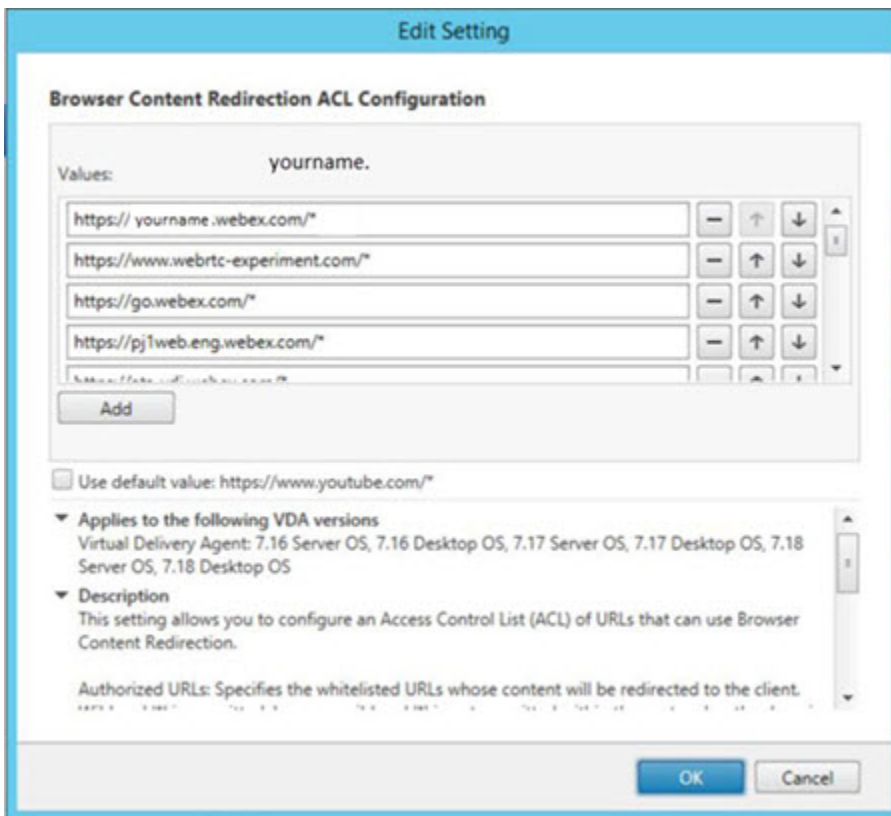 Edit Setting
Browser Content Redirection ACL Configuration
yourname.
Values:
https:// yourname .webex.com/*
https://www.webrtc-experiment.com/*
https://go.webex.com/*
https://pj1web.eng.webex.com/*
Add
Use default value: https://www.youtube.com/*
Applies to the following VDA versions
Virtual Delivery Agent: 7.16 Server OS, 7.16 Desktop OS, 7.17 Server OS, 7.17 Desktop OS, 7.18
Server OS, 7.18 Desktop OS
Description
This setting allows you to configure an Access Control List (ACL) of URLs that can use Browser
Content Redirection.
Authorized URLs: Specifies the whitelisted URLs whose content will be redirected to the client.
OK Cancel